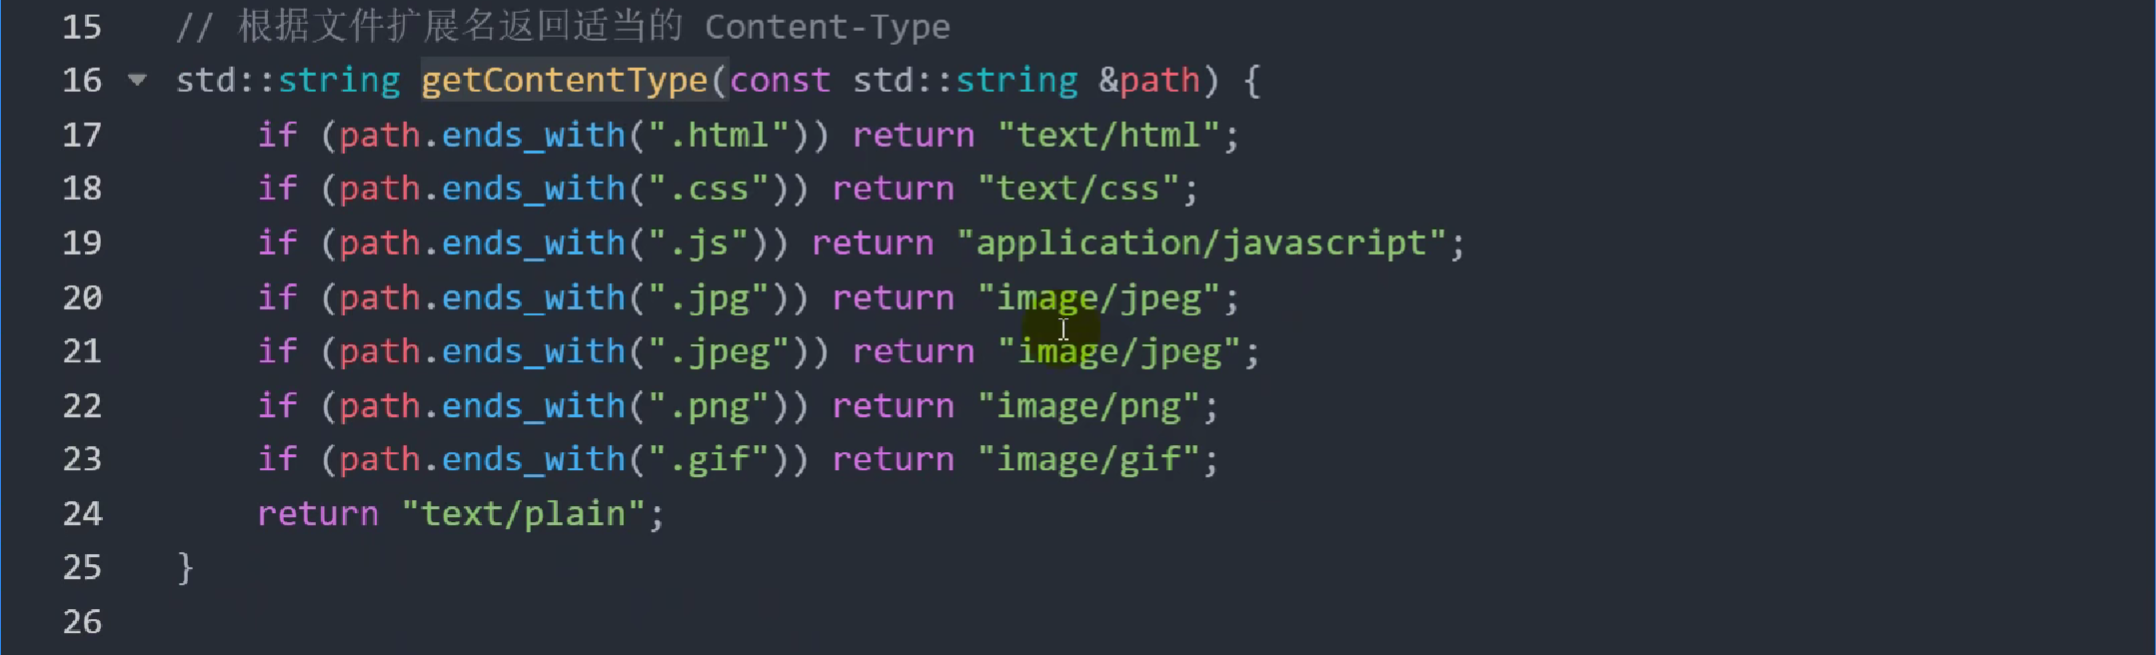 15 // 根据文件扩展名返回适当的 Content-Type
16 std::string getContentType(const std::string &path) {
17 if (path.ends_with(".html")) return "text/html";
18 if (path.ends_with(".css")) return "text/css";
19 if (path.ends_with(".js")) return "application/javascript";
20 if (path.ends_with(".jpg")) return "image/jpeg";
21 if (path.ends_with(".jpeg")) return "image/jpeg";
22 if (path.ends_with(".png")) return "image/png";
23 if (path.ends_with(".gif")) return "image/gif";
24 return "text/plain";
25 }
26